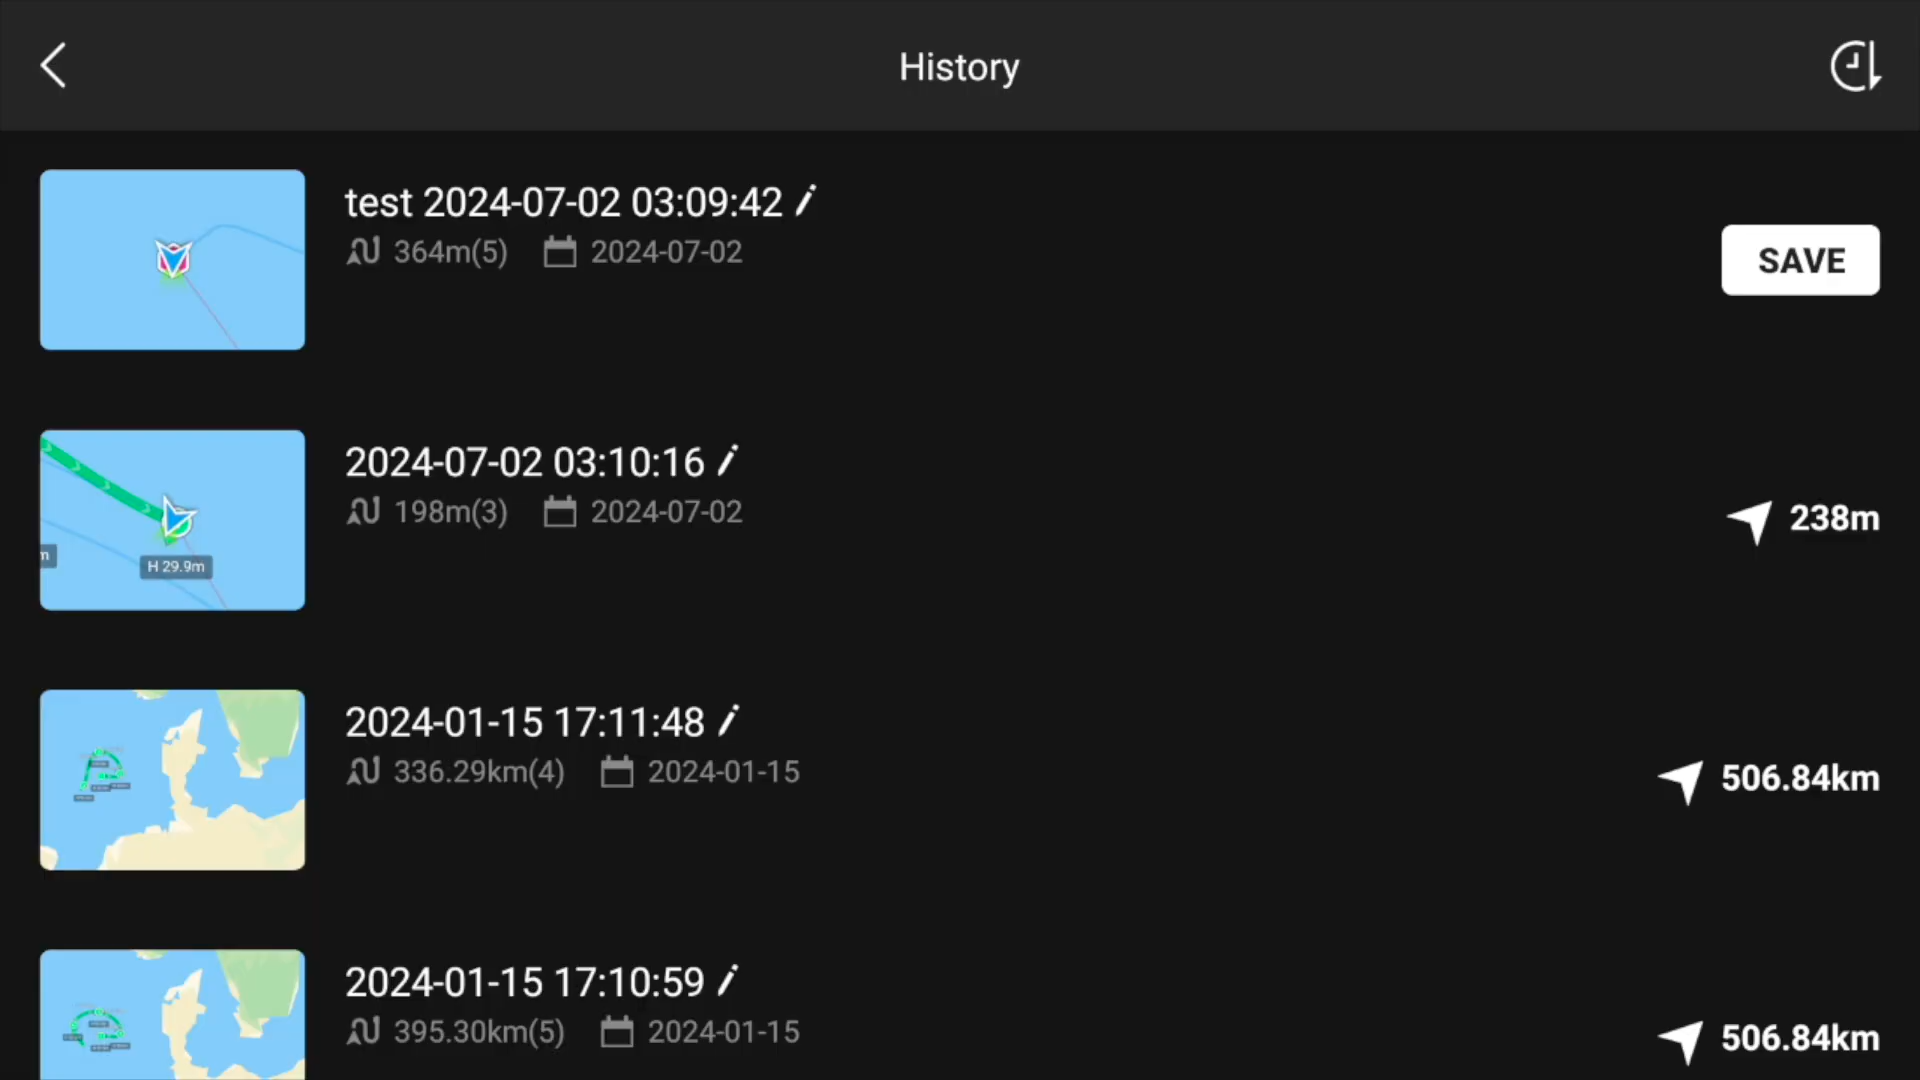 History
test 2024-07-02 03:09:42
364m(5) 2024-07-02
SAVE
2024-07-02 03:10:16
198m(3) 2024-07-02
238m
m
H 29.9m
2024-01-15 17:11:48
336.29km(4) 2024-01-15
506.84km
2024-01-15 17:10:59
395.30km(5) 2024-01-15
506.84km